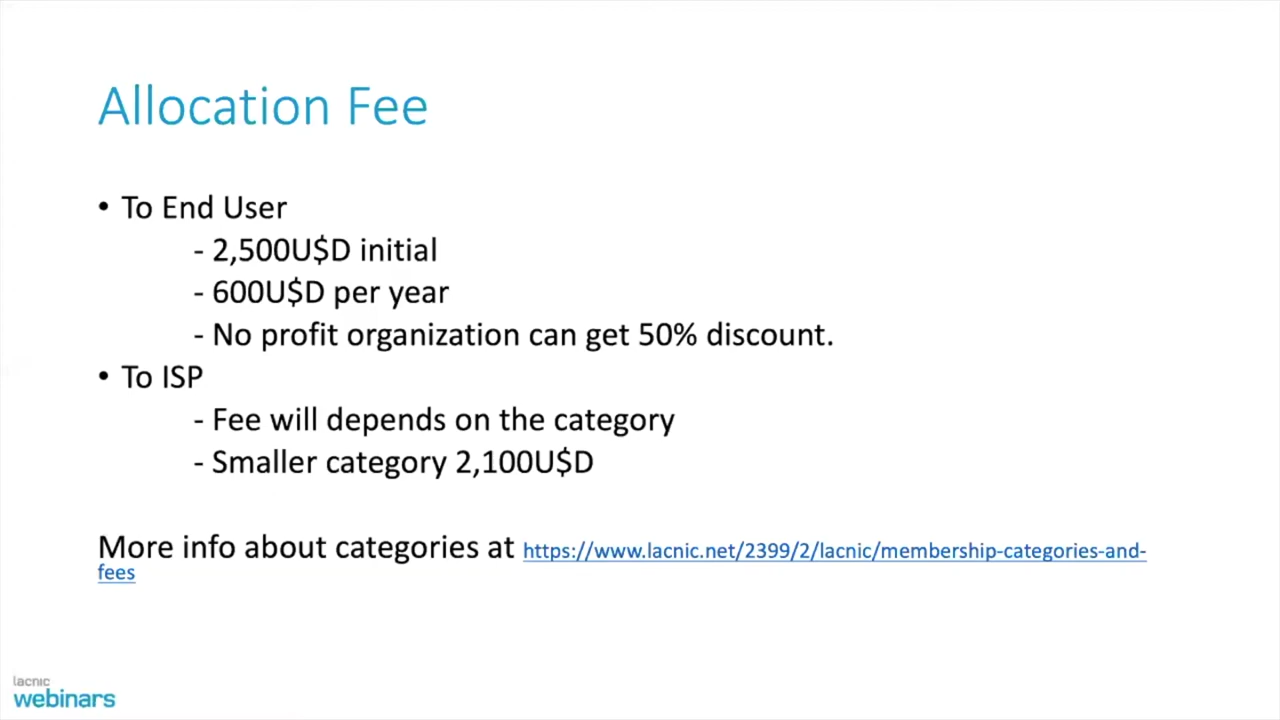 Allocation Fee
• To End User
- 2,500U$D initial
- 600U$D per year
- No profit organization can get 50% discount.
• To ISP
- Fee will depends on the category
- Smaller category 2,100U$D
More info about categories at https://www.lacnic.net/2399/2/lacnic/membership-categories-and-
fees
lacnic
webinars